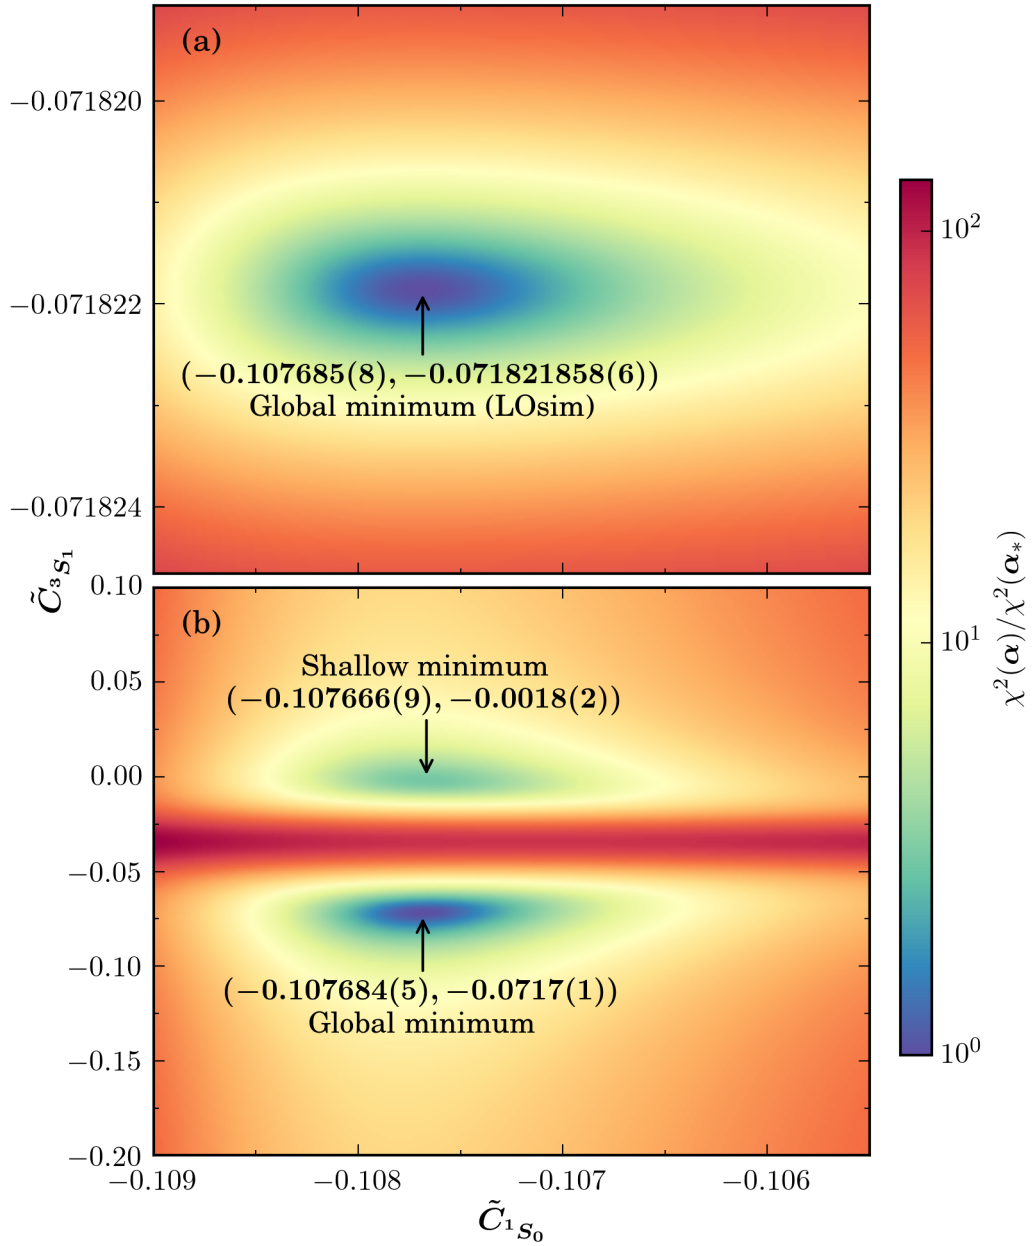 (a)
−0.071820
−0.071822
−0.071824
(−0.107685(8), −0.071821858(6))
Global minimum (LOsim)
C̃³S₁
(b)
0.10
0.05
0.00
−0.05
−0.10
−0.15
−0.20
Shallow minimum
(−0.107666(9), −0.0018(2))
(−0.107684(5), −0.0717(1))
Global minimum
−0.109
−0.108
−0.107
−0.106
C̃¹S₀
10²
10¹
10⁰
χ²(α)/χ²(α⁎)